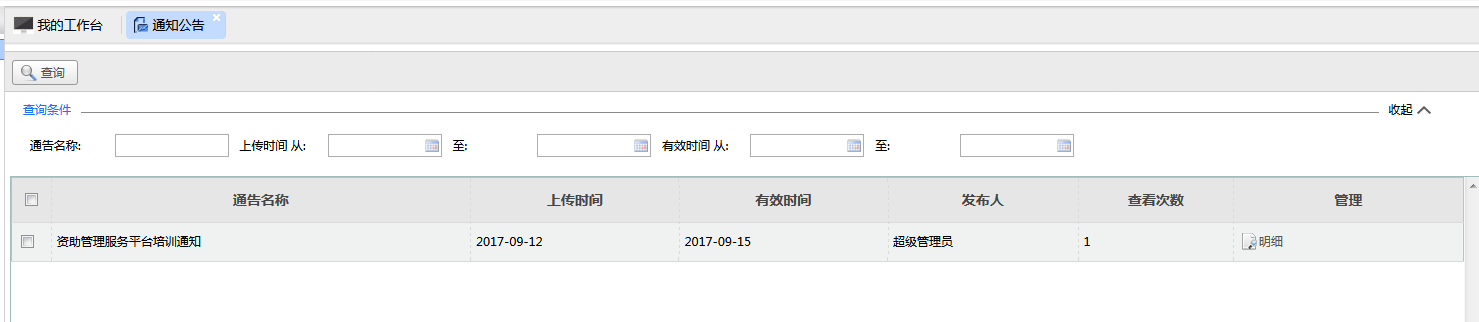 我的工作台 通知公告
查询
查询条件 收起
通告名称: 上传时间 从: 至: 有效时间 从: 至:
通告名称 上传时间 有效时间 发布人 查看次数 管理
资助管理服务平台培训通知 2017-09-12 2017-09-15 超级管理员 1 明细